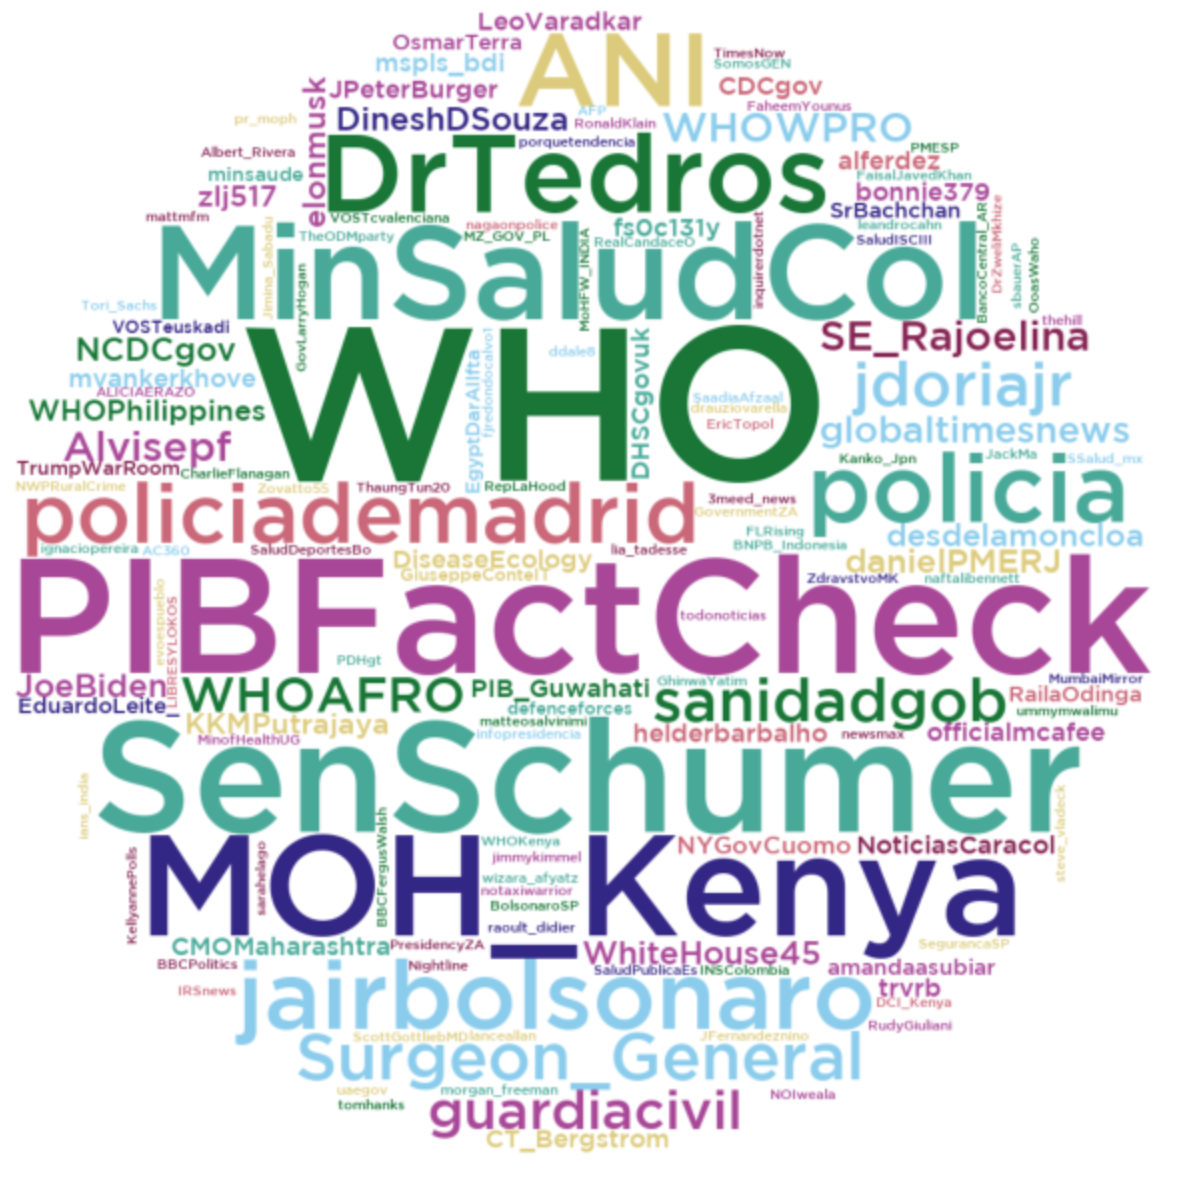 LeoVaradkar
OsmarTerra
ANI
TimesNow
mspls_bdi
SomosGEN
JPeterBurger
CDCgov
elonmusk
FaheemYounus
AFP
pr_moph
DineshDSouza
RonaldKlain
WHOWPRO
porquetendencia
DrTedros
PMESP
Albert_Rivera
alferdez
minsaude
FaisalJavedKhan
zlj517
bonnie379
SrBachchan
mattmfm
VOSTcvalenciana
nagaonpolice
fs0c131y
leandrocahn
TheODMparty
MZ_GOV_PL
RealCandaceO
SaludISCIII
MinSaludCol
Jimina_Sabadu
GovLarryHogan
MoHFW_INDIA
inquirerdotnet
BancoCentral_AR
DrZweliMkhize
sbauerAP
OoasWaho
Tori_Sachs
VOSTeuskadi
thehill
NCDCgov
WHO
SE_Rajoelina
ddale8
mvankerkhove
EgyptDarAlIfta
fjredondocalvo1
DHSCgovuk
jdoriajr
ALICIAERAZO
SaadiaAfzaal
drauziovarella
WHOPhilippines
EricTopol
globaltimesnews
Alvisepf
TrumpWarRoom
CharlieFlanagan
Kanko_Jpn
JackMa
SSalud_mx
NWPRuralCrime
Zovatto55
ThaungTun20
RepLaHood
3meed_news
policia
policiademadrid
GovernmentZA
FLRising
desdelamoncloa
ignaciopereira
AC360
SaludDeportesBo
lia_tadesse
BNPB_Indonesia
DiseaseEcology
danielPMERJ
GiuseppeConteIT
ZdravstvoMK
naftalibennett
PIBFactCheck
evoespueblo
LIBRESYLOKOS
todonoticias
PDHgt
JoeBiden
WHOAFRO
PIB_Guwahati
GhinwaYatim
MumbaiMirror
sanidadgob
RailaOdinga
EduardoLeite_
defenceforces
ummymwalimu
KKMPutrajaya
matteosalvinimi
MinofHealthUG
infopresidencia
helderbarbalho
newsmax
officialmcafee
SenSchumer
ians_india
steve_vladeck
BBCFergusWalsh
KellyannePolls
sarahelago
MOH_Kenya
WHOKenya
NYGovCuomo
NoticiasCaracol
jimmykimmel
wizara_afyatz
notaxiwarrior
BolsonaroSP
raoult_didier
CMOMaharashtra
PresidencyZA
WhiteHouse45
SegurancaSP
BBCPolitics
Nightline
SaludPublicaEs
INSColombia
amandaasubiar
IRSnews
jairbolsonaro
trvrb
DCI_Kenya
RudyGiuliani
ScottGottliebMD
lanceallan
JFernandeznino
Surgeon_General
uaegov
morgan_freeman
NOIweala
tomhanks
guardiacivil
CT_Bergstrom